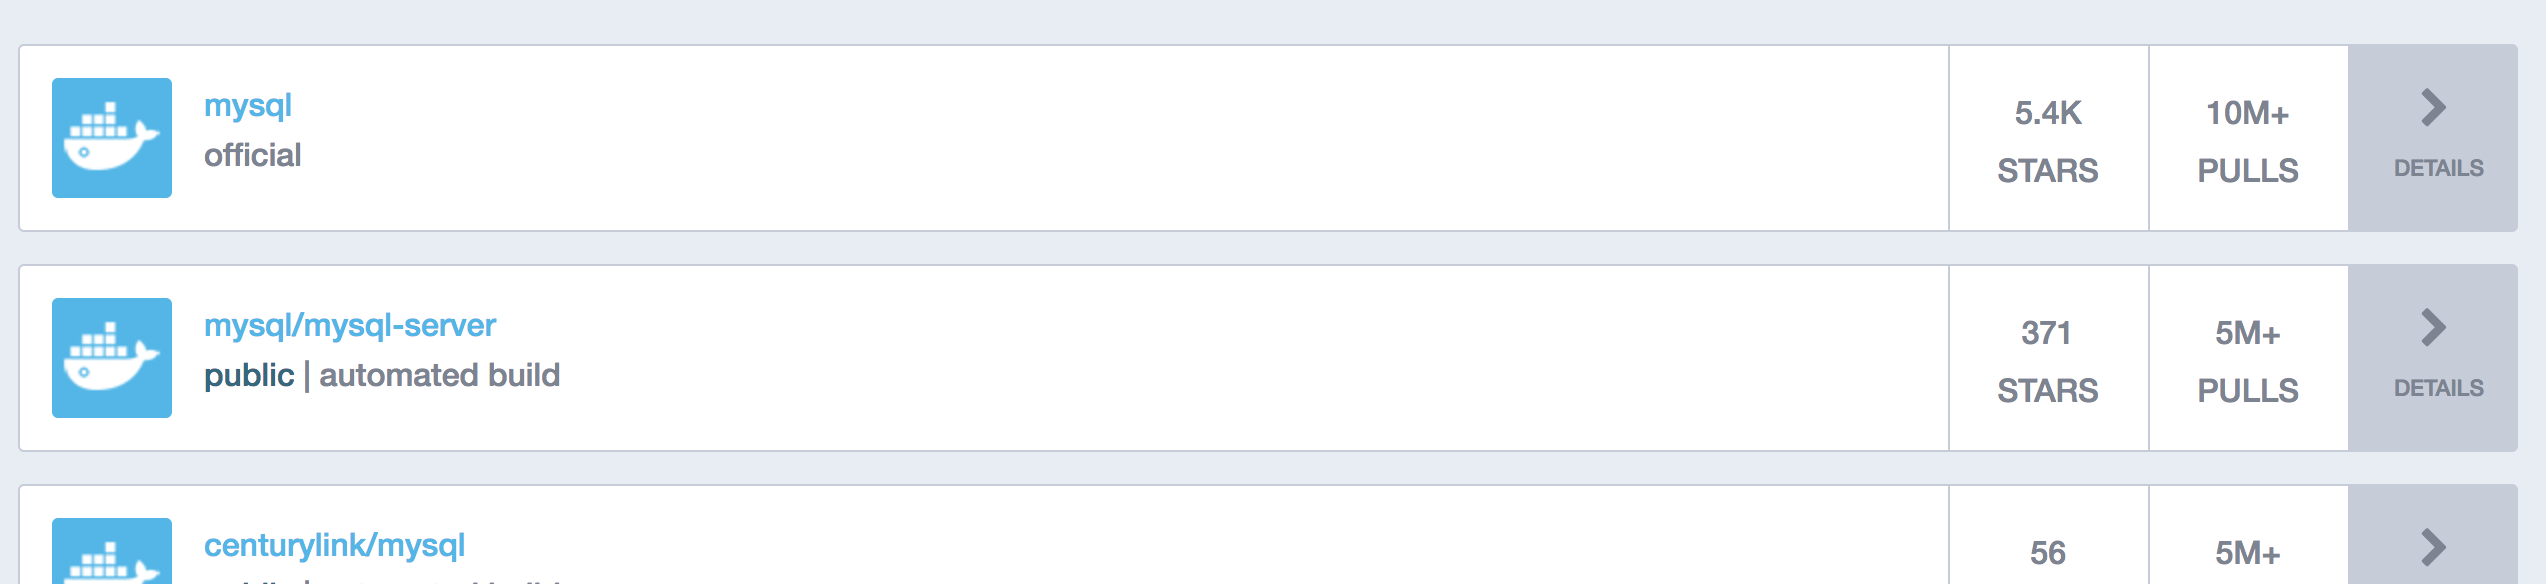 mysql
official
5.4K
STARS
10M+
PULLS
DETAILS
mysql/mysql-server
public | automated build
371
STARS
5M+
PULLS
DETAILS
centurylink/mysql
56
5M+